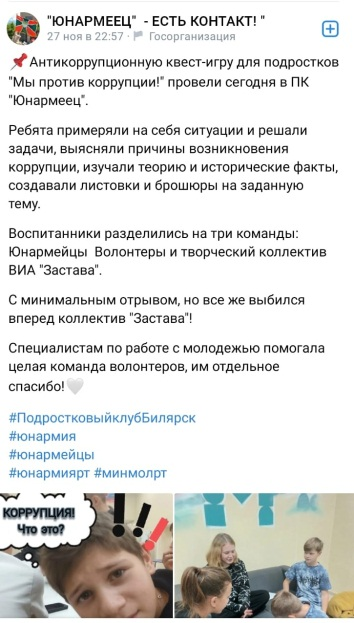 "ЮНАРМЕЕЦ" - ЕСТЬ КОНТАКТ! "
27 ноя в 22:57 · Госорганизация
📌Антикоррупционную квест-игру для подростков
"Мы против коррупции!" провели сегодня в ПК
"Юнармеец".
Ребята примеряли на себя ситуации и решали
задачи, выясняли причины возникновения
коррупции, изучали теорию и исторические факты,
создавали листовки и брошюры на заданную
тему.
Воспитанники разделились на три команды:
Юнармейцы Волонтеры и творческий коллектив
ВИА "Застава".
С минимальным отрывом, но все же выбился
вперед коллектив "Застава"!
Специалистам по работе с молодежью помогала
целая команда волонтеров, им отдельное
спасибо!🤍
#ПодростковыйклубБилярск
#юнармия
#юнармейцы
#юнармиярт #минмолрт
КОРРУПЦИЯ!
Что это?
!!!